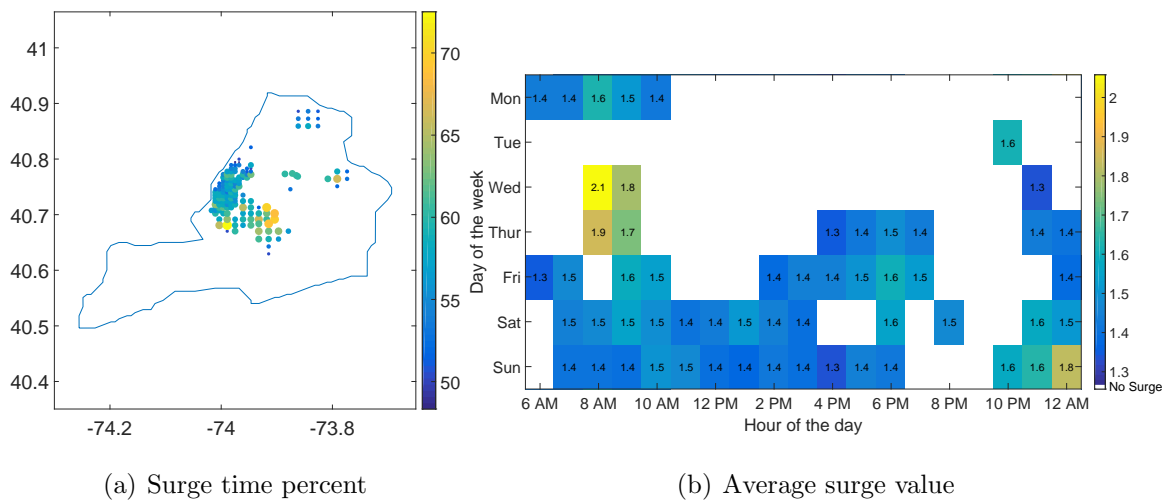 41
40.9
40.8
40.7
40.6
40.5
40.4
-74.2 -74 -73.8
70
65
60
55
50
(a) Surge time percent
Day of the week
Mon 1.4 1.4 1.6 1.5 1.4
Tue 1.6
Wed 2.1 1.8 1.3
Thur 1.9 1.7 1.3 1.4 1.5 1.4 1.4 1.4
Fri 1.3 1.5 1.6 1.5 1.4 1.4 1.4 1.5 1.6 1.5 1.4
Sat 1.5 1.5 1.5 1.5 1.4 1.4 1.5 1.4 1.4 1.6 1.5 1.6 1.5
Sun 1.4 1.4 1.4 1.5 1.5 1.4 1.4 1.4 1.4 1.3 1.4 1.4 1.6 1.6 1.8
6 AM 8 AM 10 AM 12 PM 2 PM 4 PM 6 PM 8 PM 10 PM 12 AM
Hour of the day
2
1.9
1.8
1.7
1.6
1.5
1.4
1.3
No Surge
(b) Average surge value